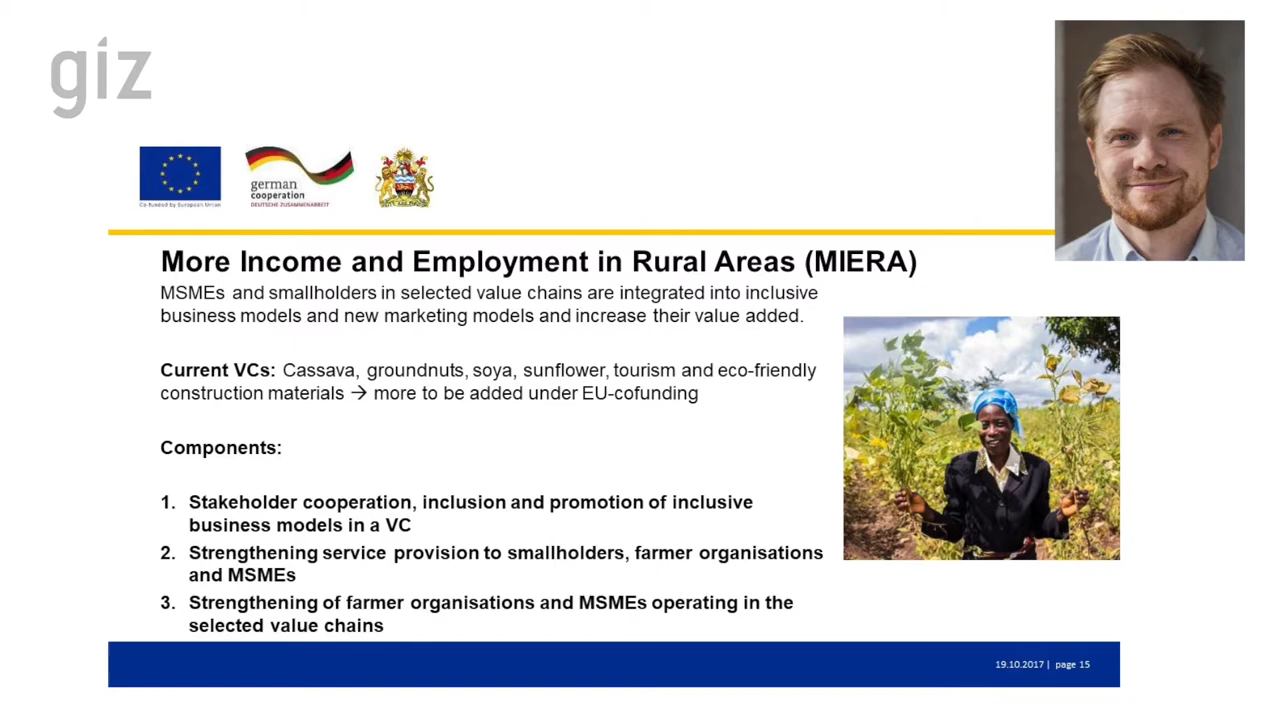 giz
Co-funded by European Union
german
cooperation
DEUTSCHE ZUSAMMENARBEIT
More Income and Employment in Rural Areas (MIERA)
MSMEs and smallholders in selected value chains are integrated into inclusive
business models and new marketing models and increase their value added.
Current VCs: Cassava, groundnuts, soya, sunflower, tourism and eco-friendly
construction materials → more to be added under EU-cofunding
Components:
1. Stakeholder cooperation, inclusion and promotion of inclusive
business models in a VC
2. Strengthening service provision to smallholders, farmer organisations
and MSMEs
3. Strengthening of farmer organisations and MSMEs operating in the
selected value chains
19.10.2017 | page 15